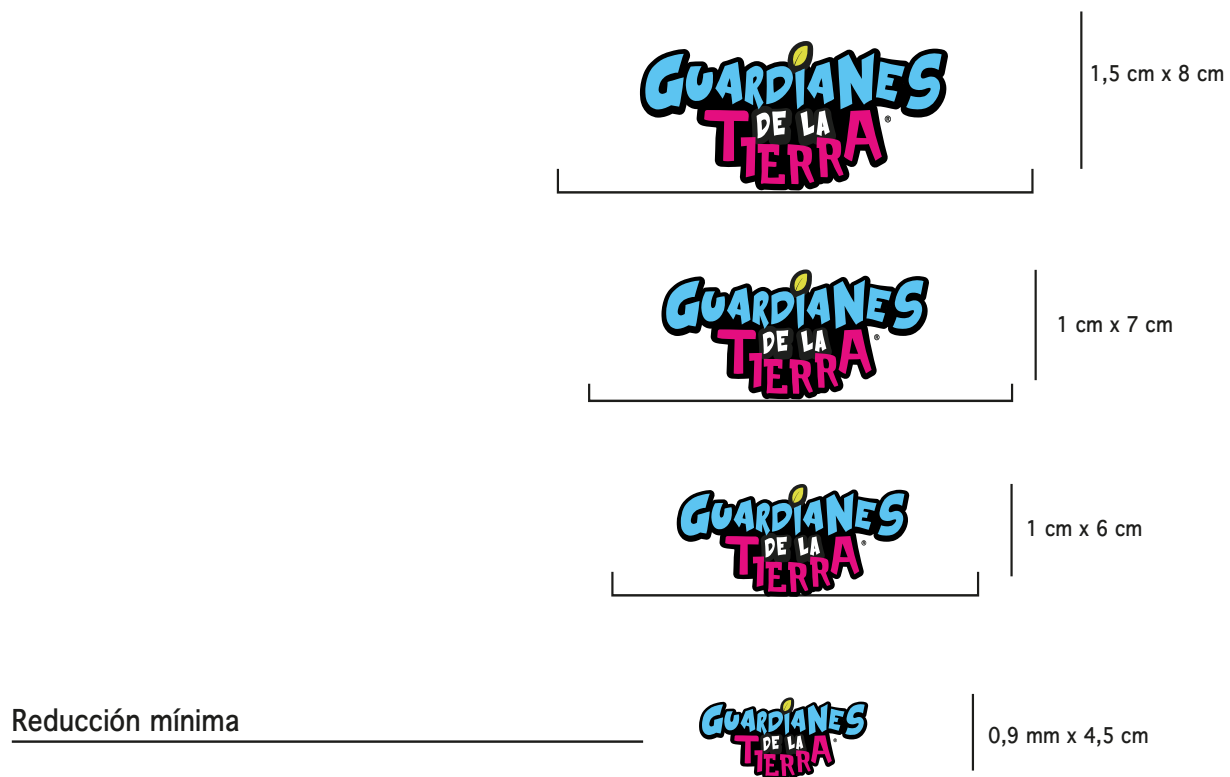 GUARDIANES
DE LA
TIERRA®
1,5 cm x 8 cm
GUARDIANES
DE LA
TIERRA®
1 cm x 7 cm
GUARDIANES
DE LA
TIERRA®
1 cm x 6 cm
Reducción mínima
GUARDIANES
DE LA
TIERRA®
0,9 mm x 4,5 cm